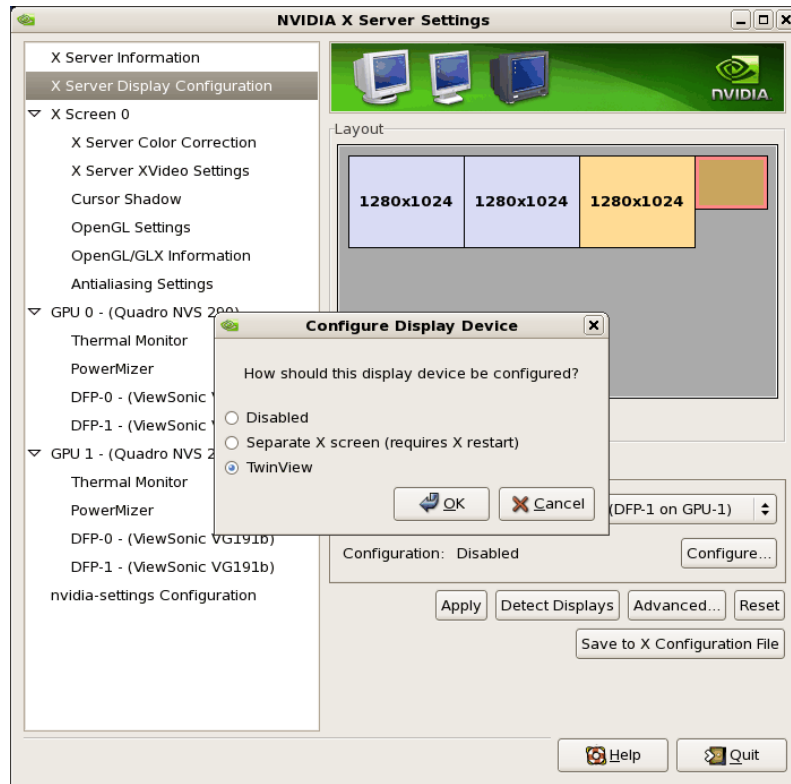 NVIDIA X Server Settings
X Server Information
X Server Display Configuration
X Screen 0
X Server Color Correction
X Server XVideo Settings
Cursor Shadow
OpenGL Settings
OpenGL/GLX Information
Antialiasing Settings
GPU 0 - (Quadro NVS 290)
Thermal Monitor
PowerMizer
DFP-0 - (ViewSonic
DFP-1 - (ViewSonic
GPU 1 - (Quadro NVS 2
Thermal Monitor
PowerMizer
DFP-0 - (ViewSonic VG191b)
DFP-1 - (ViewSonic VG191b)
nvidia-settings Configuration
NVIDIA
Layout
1280x1024 1280x1024 1280x1024
Configure Display Device
How should this display device be configured?
Disabled
Separate X screen (requires X restart)
TwinView
OK Cancel
(DFP-1 on GPU-1)
Configuration: Disabled Configure...
Apply Detect Displays Advanced... Reset
Save to X Configuration File
Help Quit